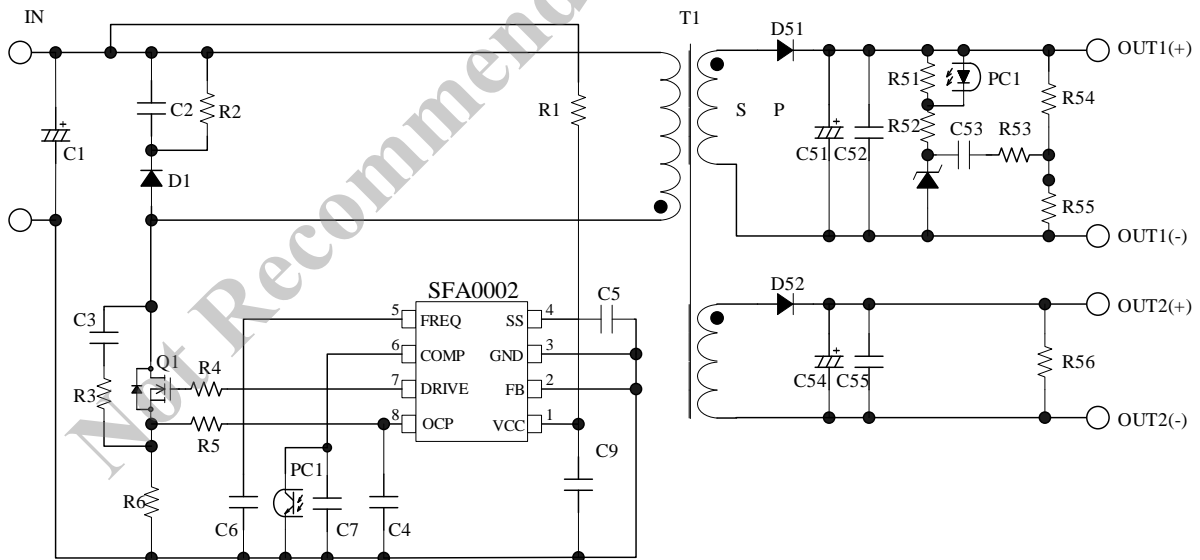 IN
T1
D51
OUT1(+)
C2
R2
R1
S P
R51
PC1
R54
C1
R52
C53
R53
C51
C52
D1
R55
OUT1(-)
Not Recommend
SFA0002
C5
D52
OUT2(+)
C3
5
FREQ
SS
4
6
COMP
GND
3
Q1
R4
7
DRIVE
FB
2
R3
8
OCP
VCC
1
R5
C54
C55
R56
OUT2(-)
C9
PC1
R6
C6
C7
C4
+
+
+